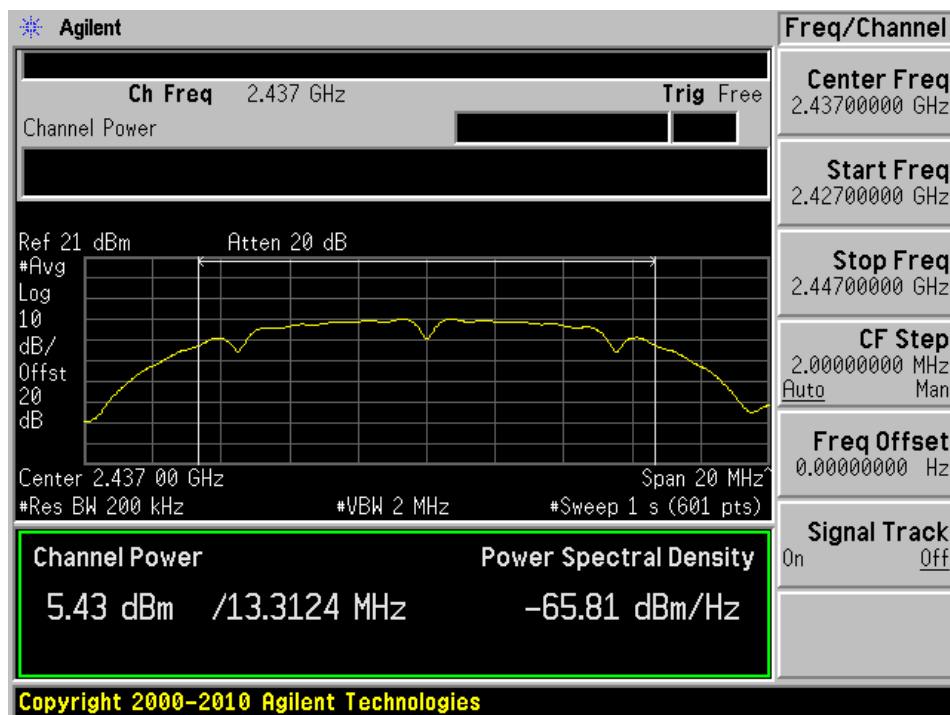 Agilent
Freq/Channel
Ch Freq 2.437 GHz Trig Free
Channel Power
Ref 21 dBm Atten 20 dB
#Avg
Log
10
dB/
Offst
20
dB
Center 2.437 00 GHz Span 20 MHz^
#Res BW 200 kHz #VBW 2 MHz #Sweep 1 s (601 pts)
Channel Power Power Spectral Density
5.43 dBm /13.3124 MHz -65.81 dBm/Hz
Copyright 2000-2010 Agilent Technologies
Center Freq
2.43700000 GHz
Start Freq
2.42700000 GHz
Stop Freq
2.44700000 GHz
CF Step
2.00000000 MHz
Auto Man
Freq Offset
0.00000000 Hz
Signal Track
On Off